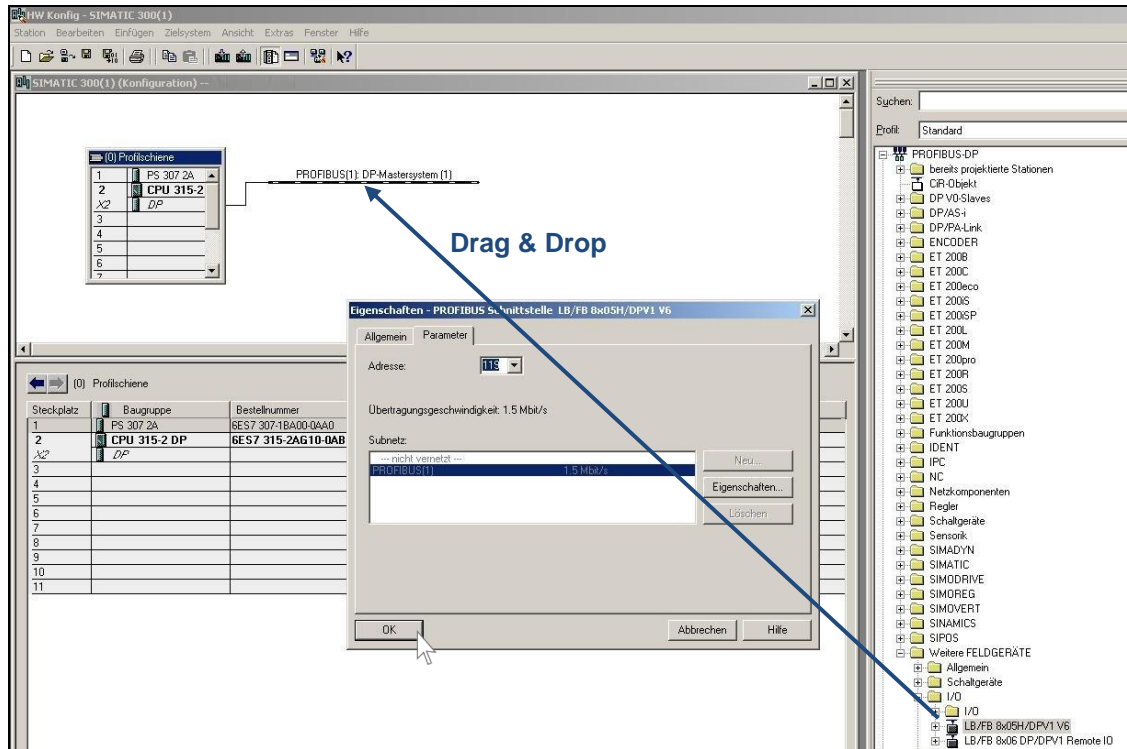 HW Konfig - SIMATIC 300(1)
Station Bearbeiten Einfügen Zielsystem Ansicht Extras Fenster Hilfe
SIMATIC 300(1) (Konfiguration) --
(0) Profilschiene
1 PS 307 2A
2 CPU 315-2
X2 DP
3
4
5
6
7
PROFIBUS(1): DP-Mastersystem (1)
Drag & Drop
Eigenschaften - PROFIBUS Schnittstelle LB/FB 8x05H/DPV1 V6
Allgemein Parameter
Adresse:
Übertragungsgeschwindigkeit: 1.5 Mbit/s
Subnetz:
--- nicht vernetzt ---
PROFIBUS(1) 1.5 Mbit/s
Neu...
Eigenschaften...
Löschen
OK Abbrechen Hilfe
(0) Profilschiene
Steckplatz Baugruppe Bestellnummer
1 PS 307 2A 6ES7 307-1BA00-0AA0
2 CPU 315-2 DP 6ES7 315-2AG10-0AB
X2 DP
3
4
5
6
7
8
9
10
11
Suchen:
Profil: Standard
PROFIBUS-DP
bereits projektierte Stationen
CiR-Objekt
DP V0-Slaves
DP/AS-i
DP/PA-Link
ENCODER
ET 200B
ET 200C
ET 200eco
ET 200iS
ET 200iSP
ET 200L
ET 200M
ET 200pro
ET 200R
ET 200S
ET 200U
ET 200X
Funktionsbaugruppen
IDENT
IPC
NC
Netzkomponenten
Regler
Schaltgeräte
Sensorik
SIMADYN
SIMATIC
SIMODRIVE
SIMOREG
SIMOVERT
SINAMICS
SIPOS
Weitere FELDGERÄTE
Allgemein
Schaltgeräte
I/O
I/O
LB/FB 8x05H/DPV1 V6
LB/FB 8x06 DP/DPV1 Remote IO